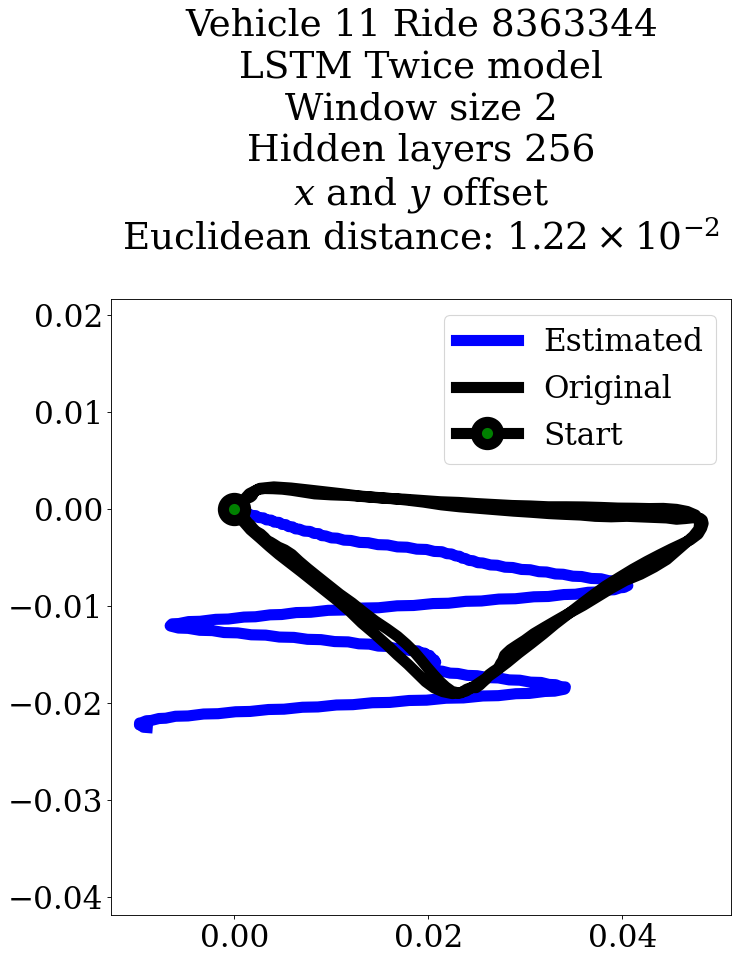 Vehicle 11 Ride 8363344
LSTM Twice model
Window size 2
Hidden layers 256
x and y offset
Euclidean distance: 1.22 × 10⁻²
Estimated
Original
Start
0.02
0.01
0.00
−0.01
−0.02
−0.03
−0.04
0.00 0.02 0.04